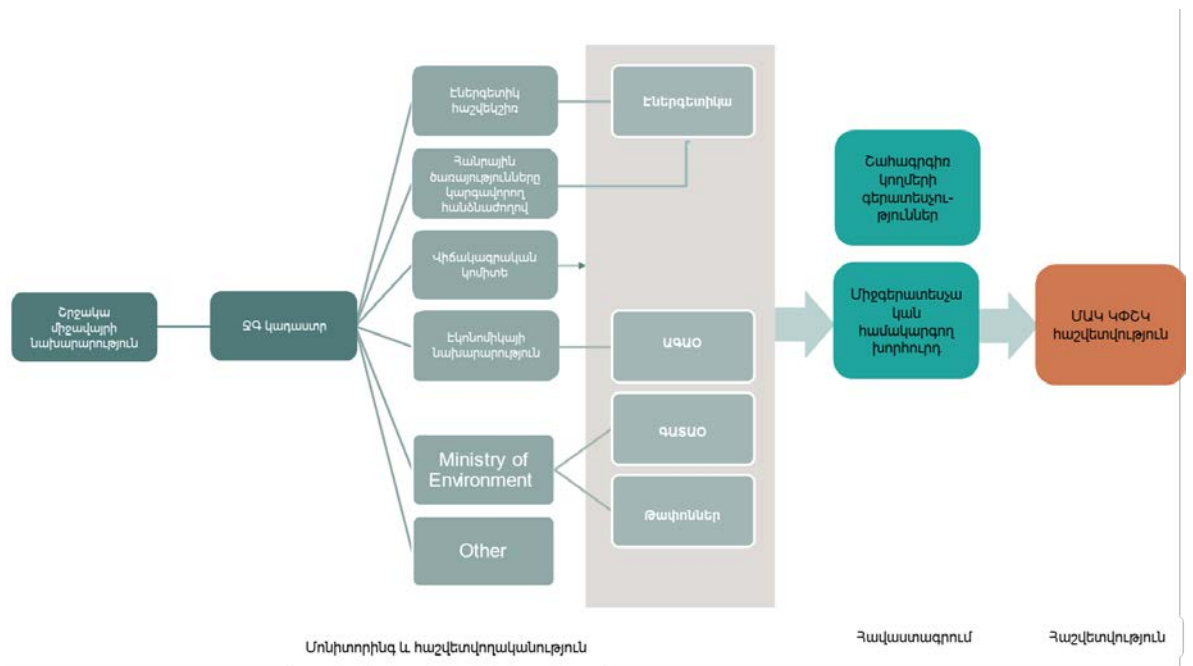 Շրջակա
միջավայրի
նախարարություն
ՋԳ կադաստր
Էներգետիկ
հաշվեկշիռ
Հանրային
ծառայությունները
կարգավորող
հանձնաժողով
Վիճակագրական
կոմիտե
Էկոնոմիկայի
նախարարություն
Ministry of
Environment
Other
Էներգետիկա
ԱԳԱՕ
ԳԱՏԱՕ
Թափոններ
Շահագրգիռ
կողմերի
գերատեսչու-
թյուններ
Միջգերատեսչա
կան
համակարգող
խորհուրդ
ՄԱԿ ԿՓՇԿ
հաշվետվություն
Մոնիտորինգ և հաշվետվողականություն
Հավաստագրում
Հաշվետվություն